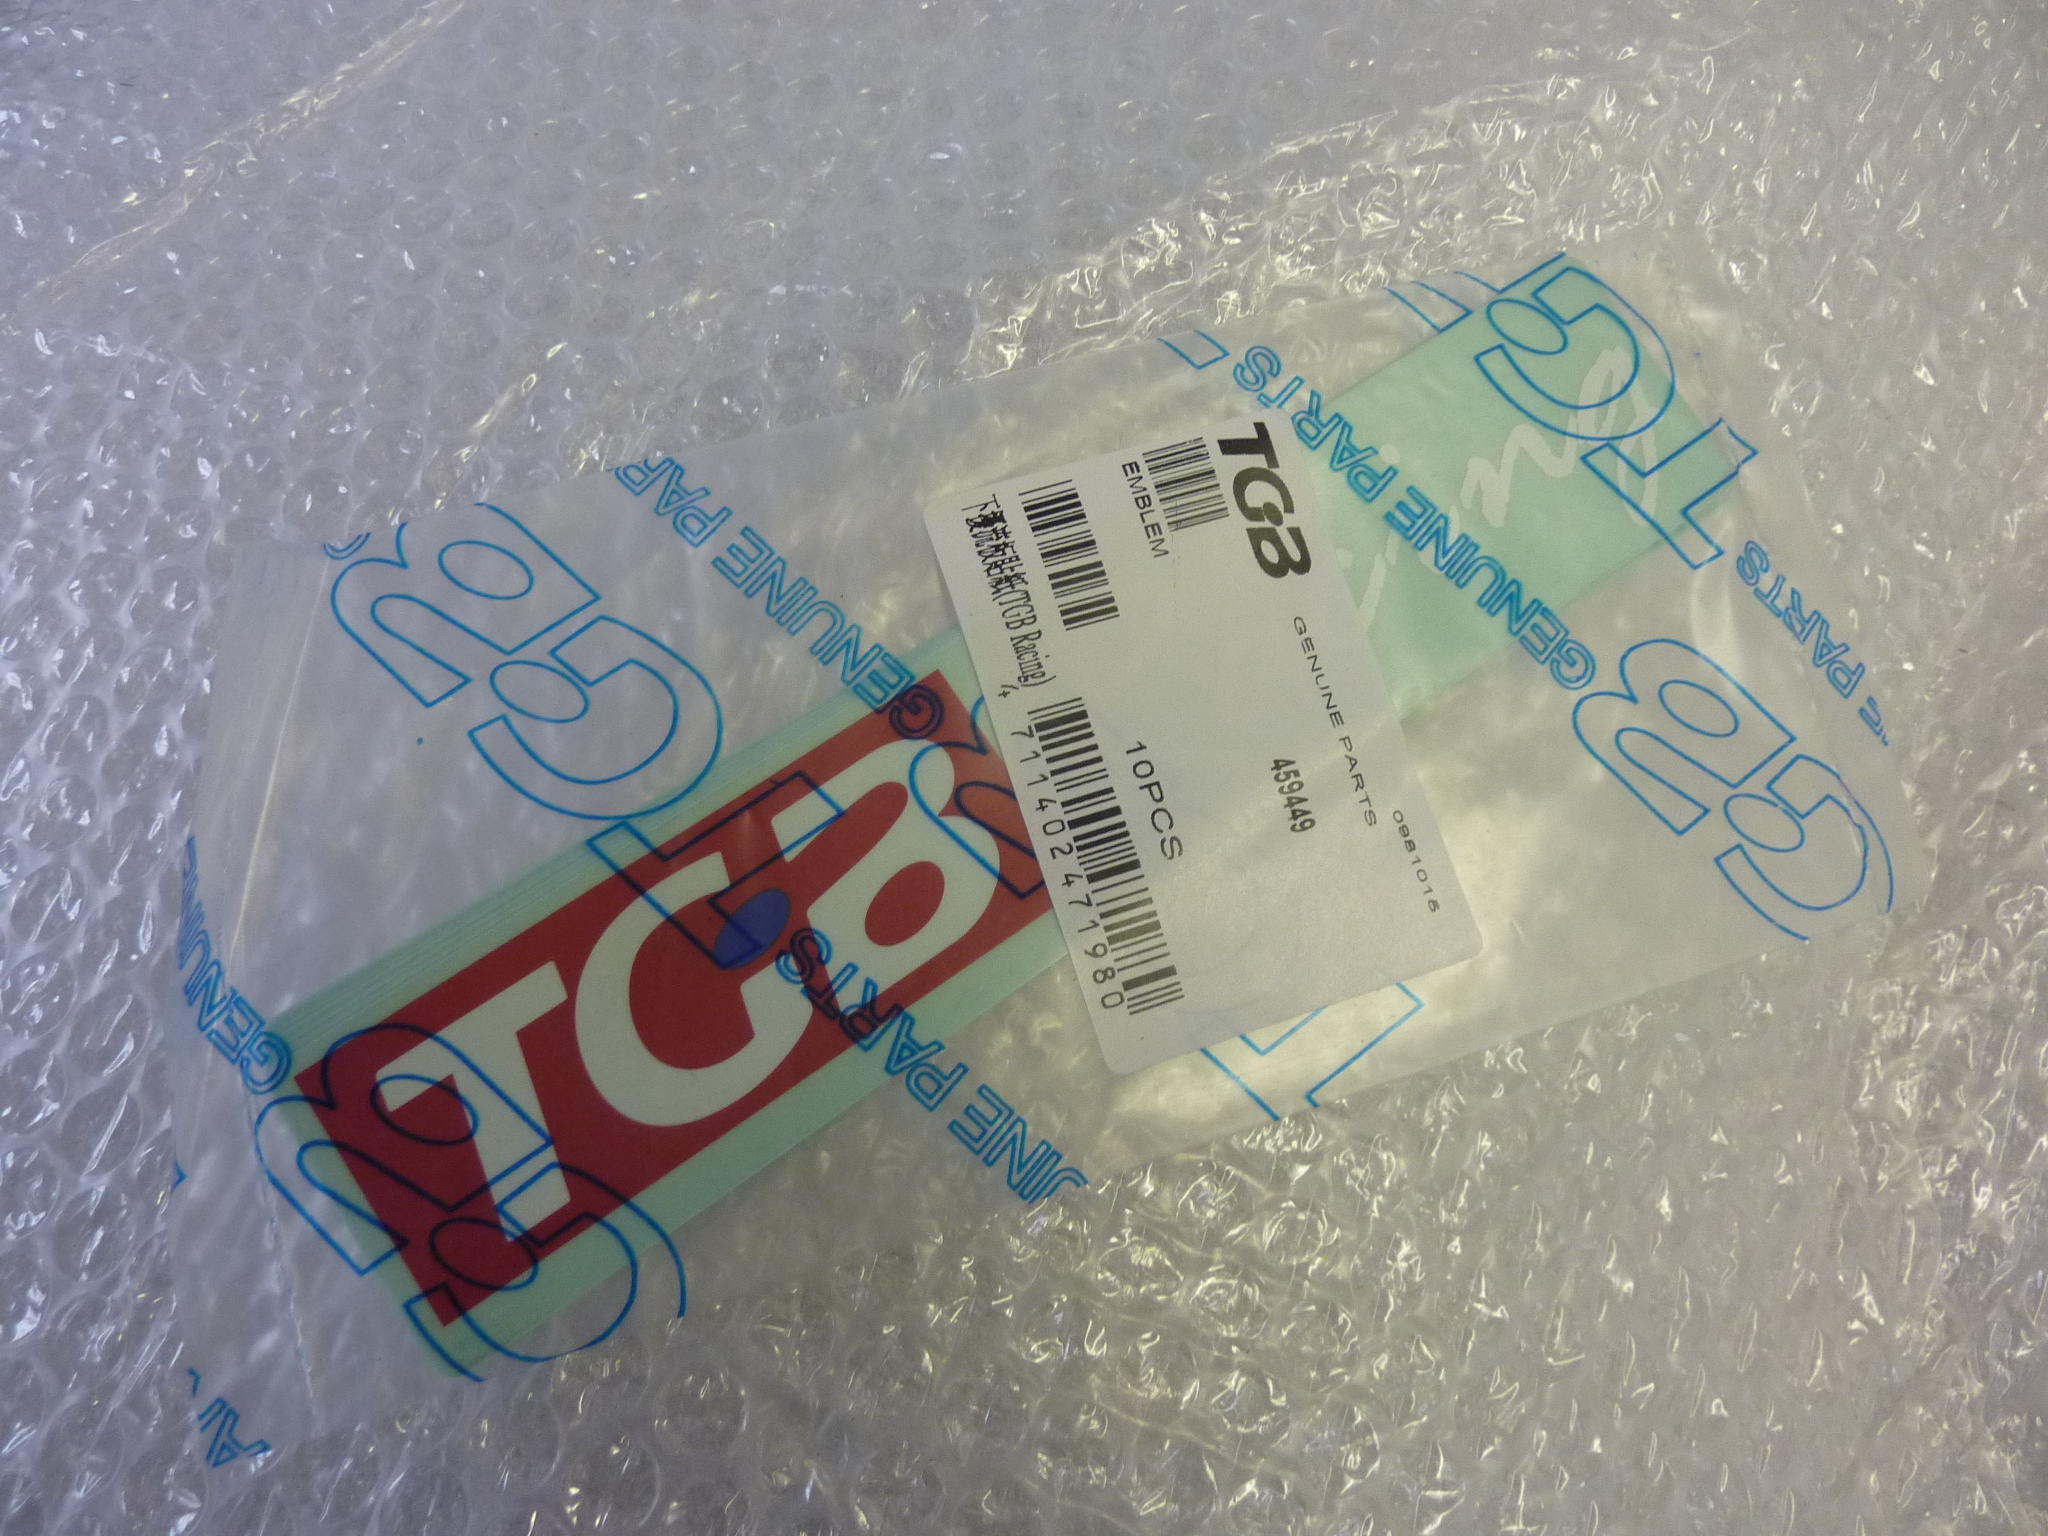 TGB GENUINE PARTS 0981015
459449
EMBLEM 10PCS
(TGB Racing)
4711402471980
TGB
GENUINE PARTS
GENUINE PARTS
GENUINE PARTS
TGB
TGB